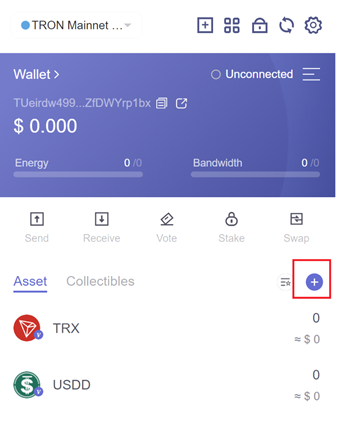 TRON Mainnet ...
Wallet >
Unconnected
TUeirdw499...ZfDWYrp1bx
$ 0.000
Energy 0 /0
Bandwidth 0 /0
Send Receive Vote Stake Swap
Asset Collectibles
TRX 0
≈ $ 0
USDD 0
≈ $ 0